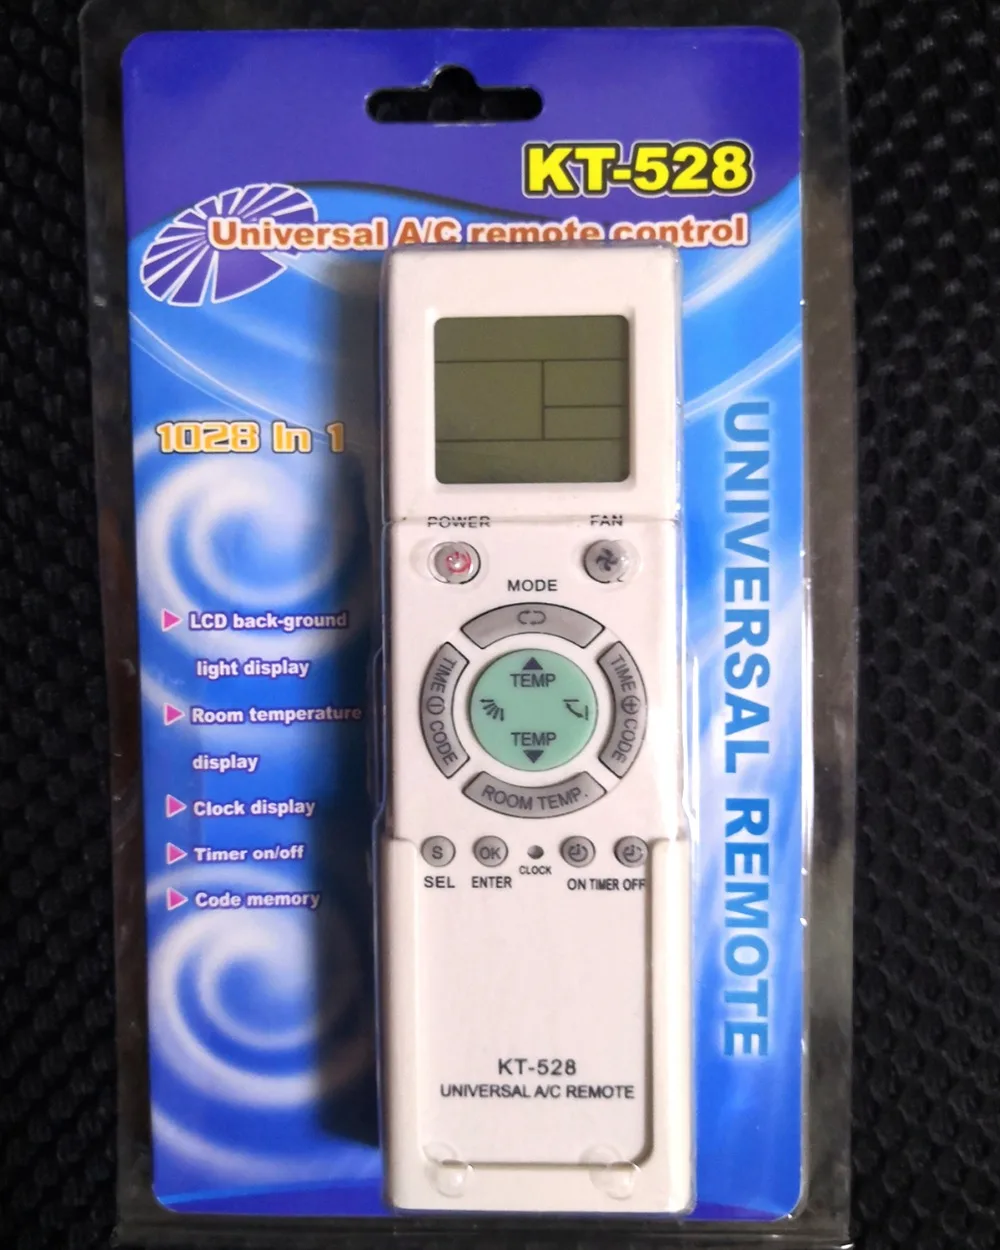 KT-528
Universal A/C remote control
1028 In 1
LCD back-ground
light display
Room temperature
display
Clock display
Timer on/off
Code memory
UNIVERSAL REMOTE
POWER
FAN
MODE
TIME CODE
TEMP
TIME CODE
TEMP
ROOM TEMP.
S
OK
SEL
ENTER
CLOCK
ON TIMER OFF
KT-528
UNIVERSAL A/C REMOTE